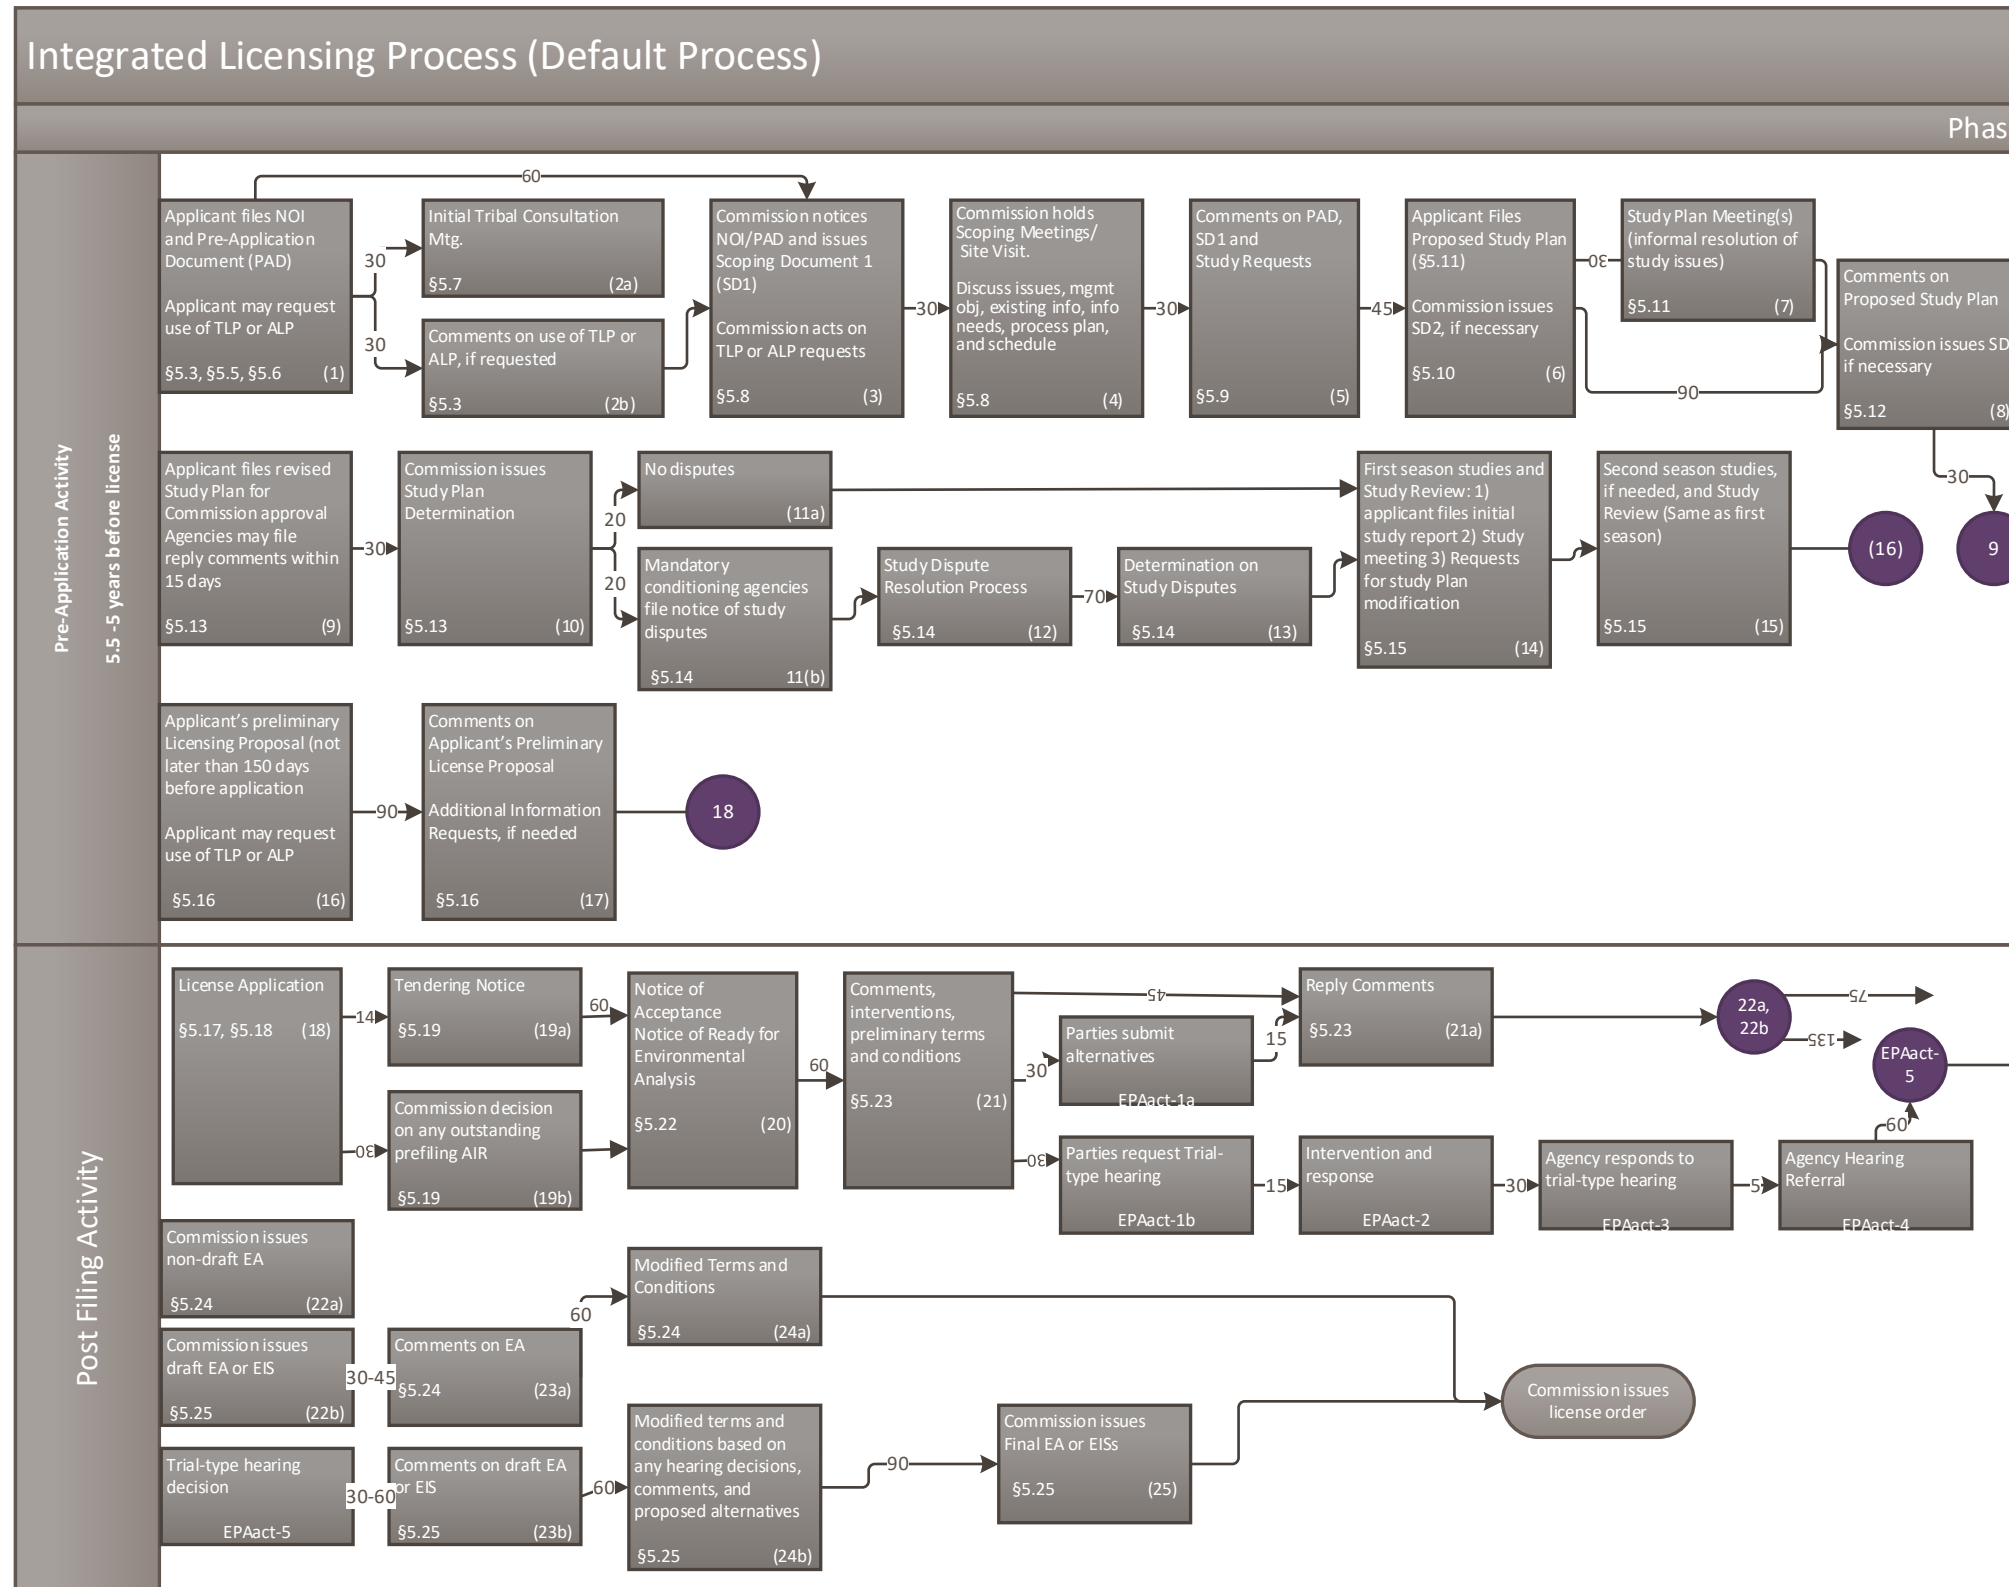 Integrated Licensing Process (Default Process)
Phas
Pre-Application Activity
5.5 -5 years before license
60
Applicant files NOI
and Pre-Application
Document (PAD)
Applicant may request
use of TLP or ALP
§5.3, §5.5, §5.6 (1)
30
30
Initial Tribal Consultation
Mtg.
§5.7 (2a)
Comments on use of TLP or
ALP, if requested
§5.3 (2b)
Commission notices
NOI/PAD and issues
Scoping Document 1
(SD1)
Commission acts on
TLP or ALP requests
§5.8 (3)
30
Commission holds
Scoping Meetings/
Site Visit.
Discuss issues, mgmt
obj, existing info, info
needs, process plan,
and schedule
§5.8 (4)
30
Comments on PAD,
SD1 and
Study Requests
§5.9 (5)
45
Applicant Files
Proposed Study Plan
(§5.11)
Commission issues
SD2, if necessary
§5.10 (6)
30
90
Study Plan Meeting(s)
(informal resolution of
study issues)
§5.11 (7)
Comments on
Proposed Study Plan
Commission issues SD
if necessary
§5.12 (8)
30
9
Applicant files revised
Study Plan for
Commission approval
Agencies may file
reply comments within
15 days
§5.13 (9)
30
Commission issues
Study Plan
Determination
§5.13 (10)
20
20
No disputes
(11a)
Mandatory
conditioning agencies
file notice of study
disputes
§5.14 11(b)
Study Dispute
Resolution Process
§5.14 (12)
70
Determination on
Study Disputes
§5.14 (13)
First season studies and
Study Review: 1)
applicant files initial
study report 2) Study
meeting 3) Requests
for study Plan
modification
§5.15 (14)
Second season studies,
if needed, and Study
Review (Same as first
season)
§5.15 (15)
(16)
Applicant’s preliminary
Licensing Proposal (not
later than 150 days
before application
Applicant may request
use of TLP or ALP
§5.16 (16)
90
Comments on
Applicant’s Preliminary
License Proposal
Additional Information
Requests, if needed
§5.16 (17)
18
Post Filing Activity
License Application
§5.17, §5.18 (18)
14
30
Tendering Notice
§5.19 (19a)
60
Commission decision
on any outstanding
prefiling AIR
§5.19 (19b)
Notice of
Acceptance
Notice of Ready for
Environmental
Analysis
§5.22 (20)
60
Comments,
interventions,
preliminary terms
and conditions
§5.23 (21)
45
30
30
Parties submit
alternatives
EPAact-1a
15
Reply Comments
§5.23 (21a)
22a,
22b
75
135
Parties request Trial-
type hearing
EPAact-1b
15
Intervention and
response
EPAact-2
30
Agency responds to
trial-type hearing
EPAact-3
5
Agency Hearing
Referral
EPAact-4
60
EPAact-
5
Commission issues
non-draft EA
§5.24 (22a)
Commission issues
draft EA or EIS
§5.25 (22b)
30-45
Comments on EA
§5.24 (23a)
60
Modified Terms and
Conditions
§5.24 (24a)
Trial-type hearing
decision
EPAact-5
30-60
Comments on draft EA
or EIS
§5.25 (23b)
60
Modified terms and
conditions based on
any hearing decisions,
comments, and
proposed alternatives
§5.25 (24b)
90
Commission issues
Final EA or EISs
§5.25 (25)
Commission issues
license order